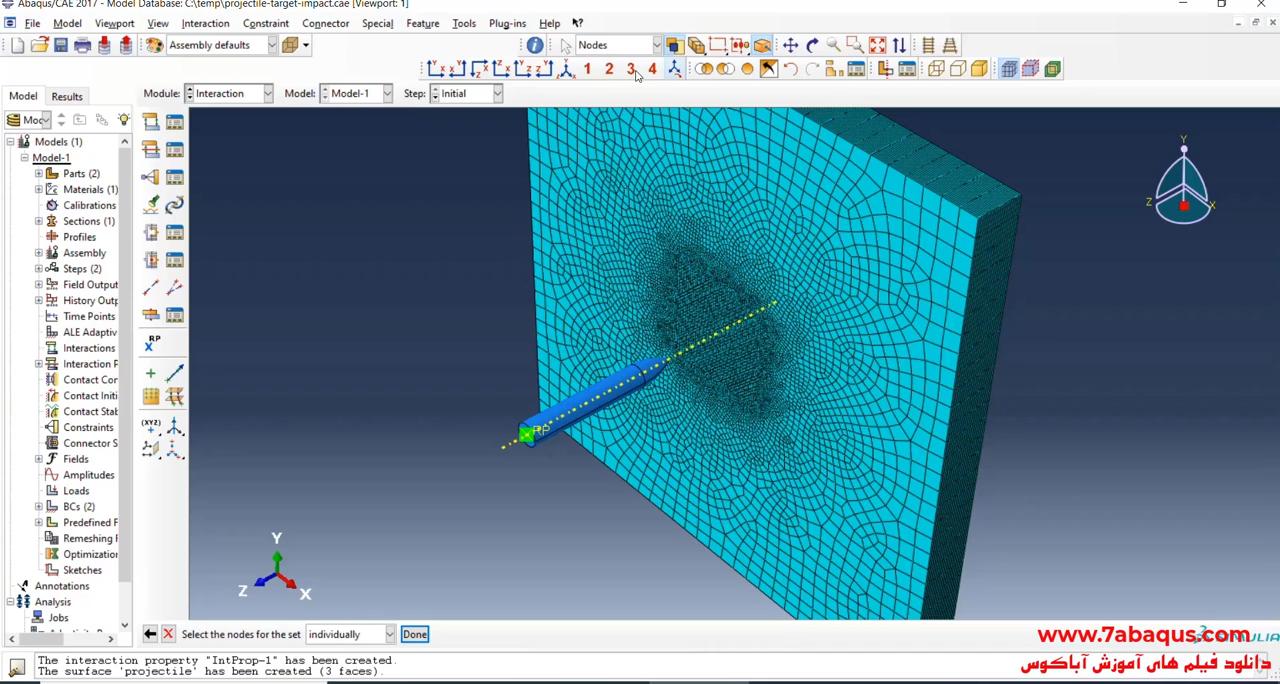 Abaqus/CAE 2017 - Model Database: C:\temp\projectile-target-impact.cae [Viewport: 1]
File Model Viewport View Interaction Constraint Connector Special Feature Tools Plug-ins Help
Assembly defaults Nodes
1 2 3 4
Model Results Module: Interaction Model: Model-1 Step: Initial
Models (1)
Model-1
Parts (2)
Materials (1)
Calibrations
Sections (1)
Profiles
Assembly
Steps (2)
Field Output
History Outp
Time Points
ALE Adaptiv
Interactions
Interaction P
Contact Cor
Contact Initi
Contact Stab
Constraints
Connector S
Fields
Amplitudes
Loads
BCs (2)
Predefined F
Remeshing
Optimization
Sketches
Annotations
Analysis
Jobs
RP
(XYZ)
RP
Y
Z
X
Y
Z
X
Select the nodes for the set individually Done
www.7abaqus.com
SIMULIA
دانلود فیلم های آموزش آباکوس
The interaction property "IntProp-1" has been created.
The surface 'projectile' has been created (3 faces).